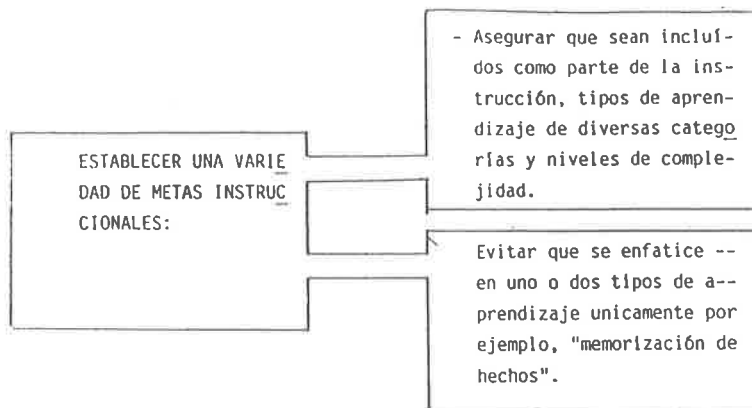 ESTABLECER UNA VARIE
DAD DE METAS INSTRUC
CIONALES:
- Asegurar que sean incluí-
dos como parte de la ins-
trucción, tipos de apren-
dizaje de diversas catego
rías y niveles de comple-
jidad.
Evitar que se enfatice --
en uno o dos tipos de a--
prendizaje unicamente por
ejemplo, "memorización de
hechos".